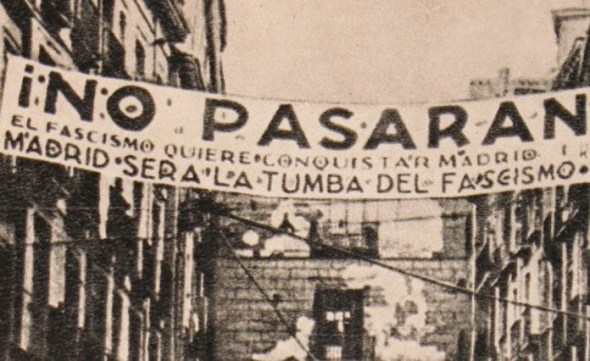 ¡NO PASARAN
EL FASCISMO QUIERE•CONQUISTAR MADRID
MADRID•SERA•LA•TUMBA•DEL•FASCISMO•